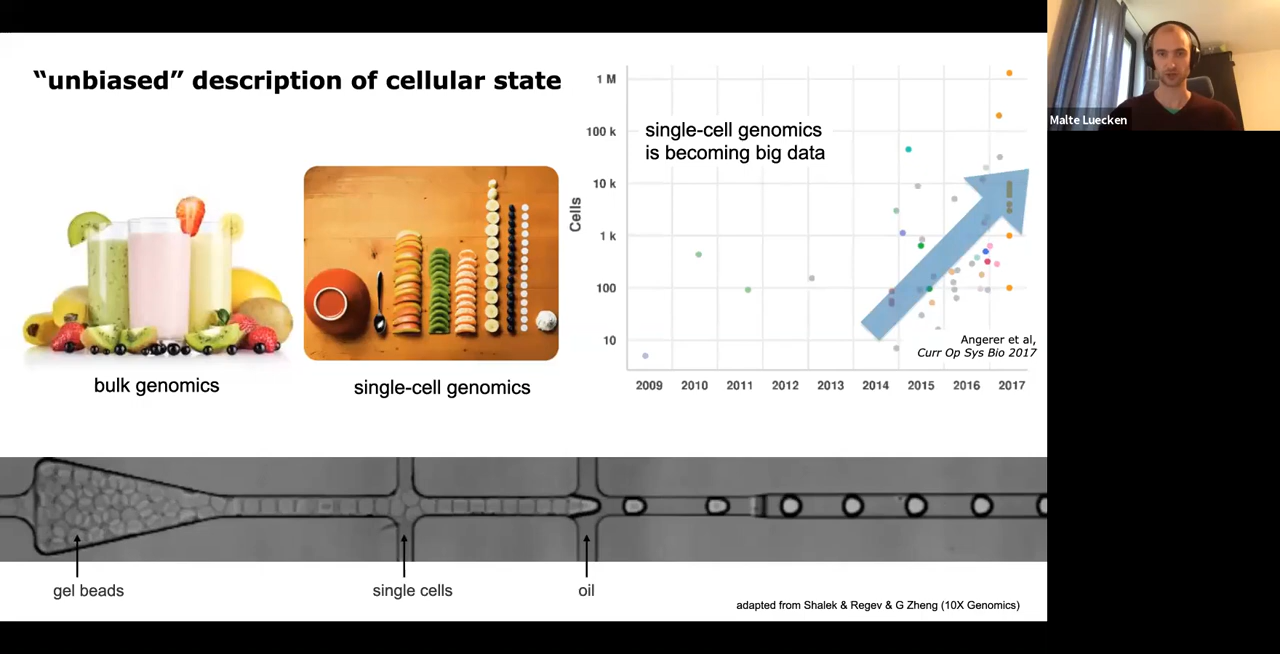 “unbiased” description of cellular state
bulk genomics
single-cell genomics
single-cell genomics
is becoming big data
Cells
1 M
100 k
10 k
1 k
100
10
2009 2010 2011 2012 2013 2014 2015 2016 2017
Angerer et al,
Curr Op Sys Bio 2017
gel beads
single cells
oil
adapted from Shalek & Regev & G Zheng (10X Genomics)
Malte Luecken